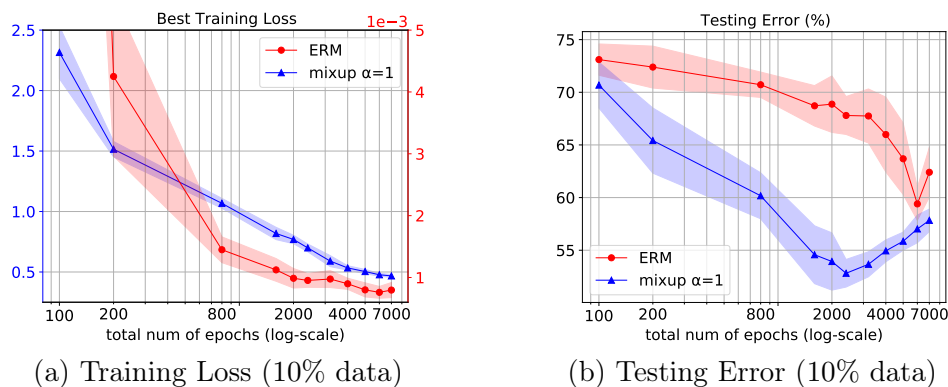 Best Training Loss
1e−3
2.5
2.0
1.5
1.0
0.5
5
4
3
2
1
ERM
mixup α=1
100 200 800 2000 4000 7000
total num of epochs (log-scale)
(a) Training Loss (10% data)
Testing Error (%)
75
70
65
60
55
ERM
mixup α=1
100 200 800 2000 4000 7000
total num of epochs (log-scale)
(b) Testing Error (10% data)